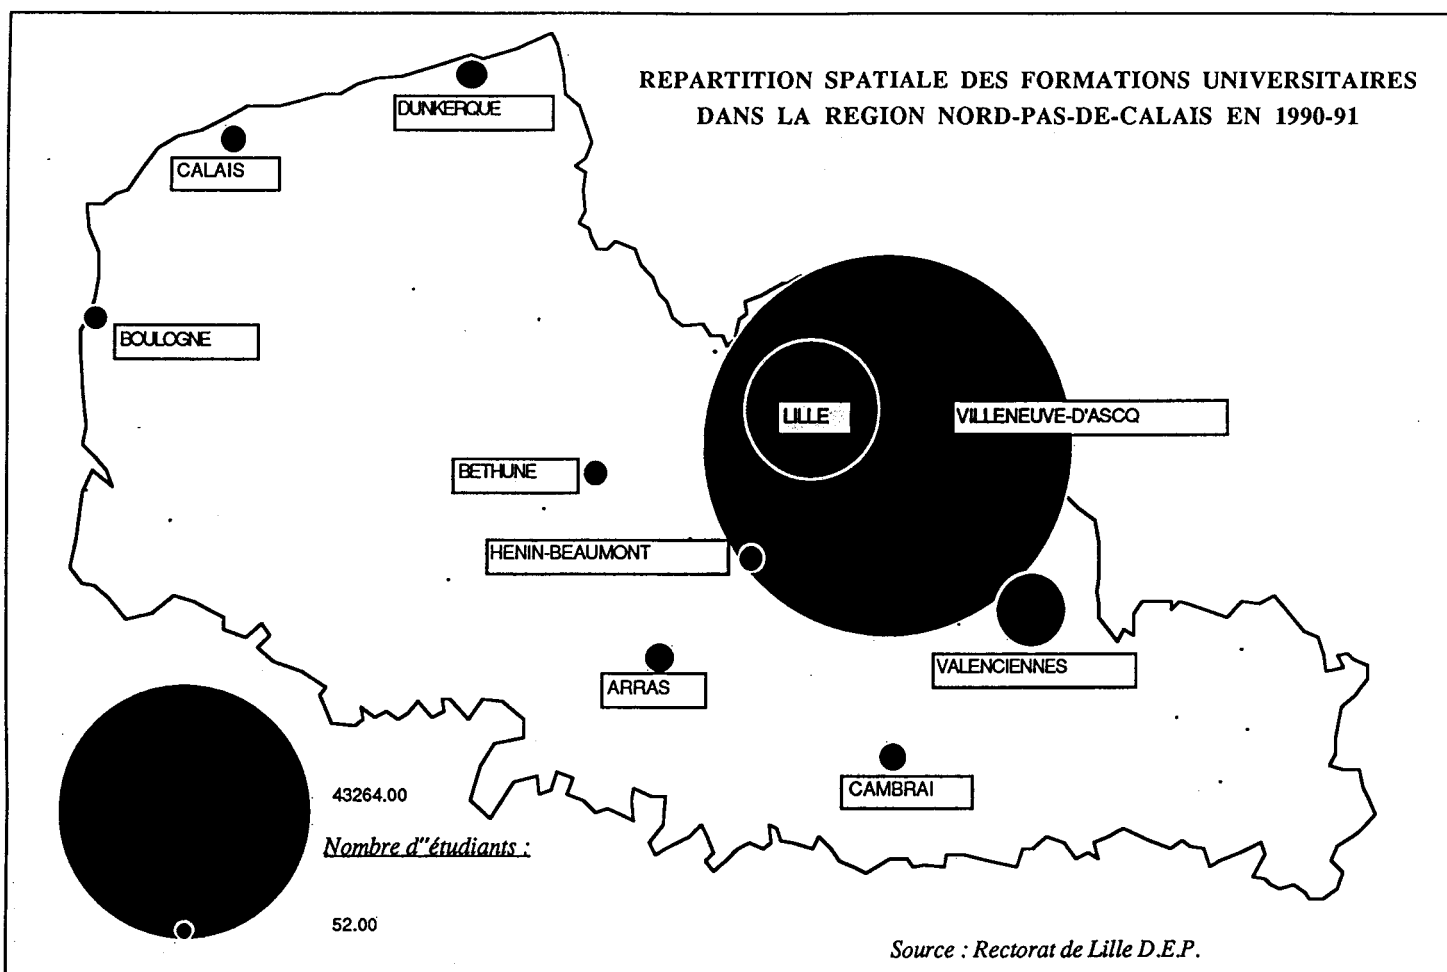 REPARTITION SPATIALE DES FORMATIONS UNIVERSITAIRES
DANS LA REGION NORD-PAS-DE-CALAIS EN 1990-91
DUNKERQUE
CALAIS
BOULOGNE
LILLE
VILLENEUVE-D'ASCQ
BETHUNE
HENIN-BEAUMONT
VALENCIENNES
ARRAS
CAMBRAI
43264.00
Nombre d''étudiants :
52.00
Source : Rectorat de Lille D.E.P.